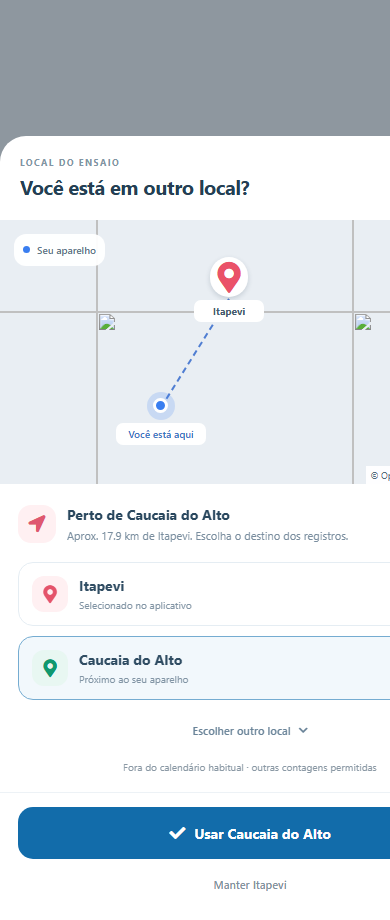 LOCAL DO ENSAIO
Você está em outro local?
Seu aparelho
Itapevi
Você está aqui
© Op
Perto de Caucaia do Alto
Aprox. 17.9 km de Itapevi. Escolha o destino dos registros.
Itapevi
Selecionado no aplicativo
Caucaia do Alto
Próximo ao seu aparelho
Escolher outro local
Fora do calendário habitual · outras contagens permitidas
Usar Caucaia do Alto
Manter Itapevi